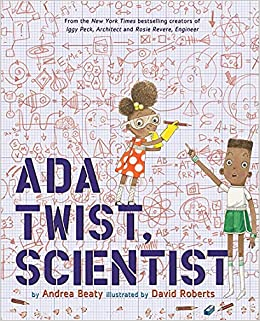 From the New York Times bestselling creators of
Iggy Peck, Architect and Rosie Revere, Engineer
ADA
TWIST,
SCIENTIST
by Andrea Beaty illustrated by David Roberts